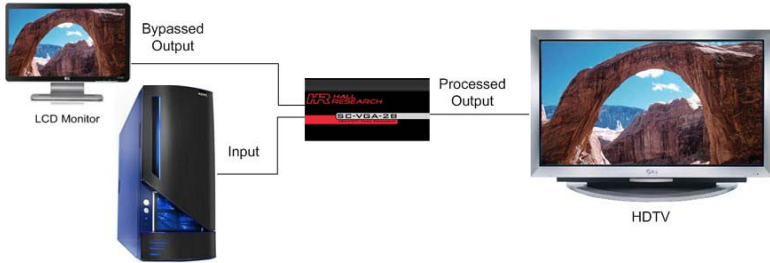 Bypassed
Output
LCD Monitor
Input
HALL
RESEARCH
SC-VGA-2B
Processed
Output
HDTV